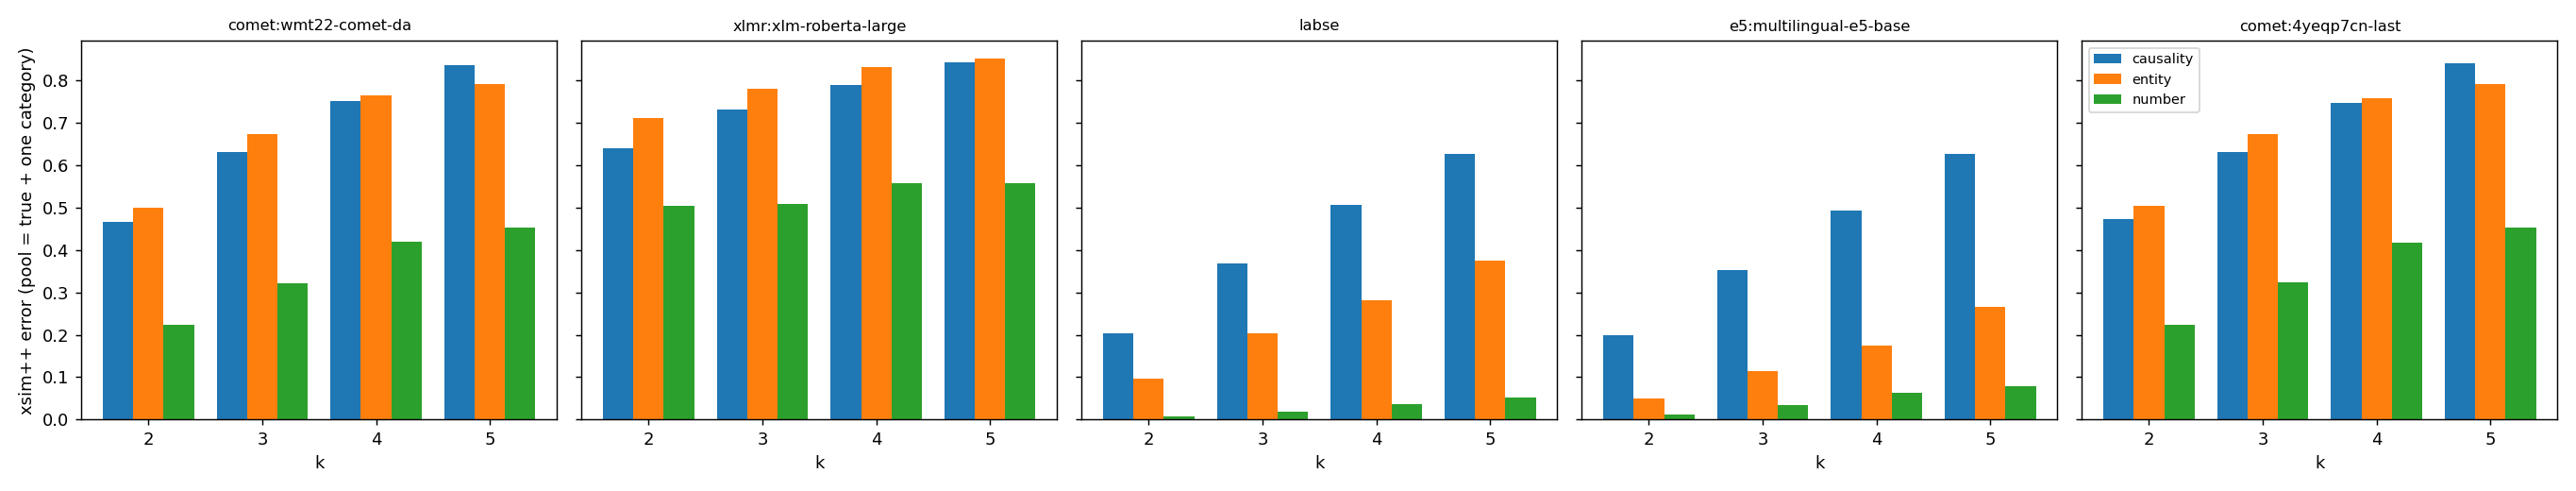 comet:wmt22-comet-da
xlmr:xlm-roberta-large
labse
e5:multilingual-e5-base
comet:4yeqp7cn-last
xsim++ error (pool = true + one category)
0.8
0.7
0.6
0.5
0.4
0.3
0.2
0.1
0.0
causality
entity
number
2 3 4 5
2 3 4 5
2 3 4 5
2 3 4 5
2 3 4 5
k
k
k
k
k